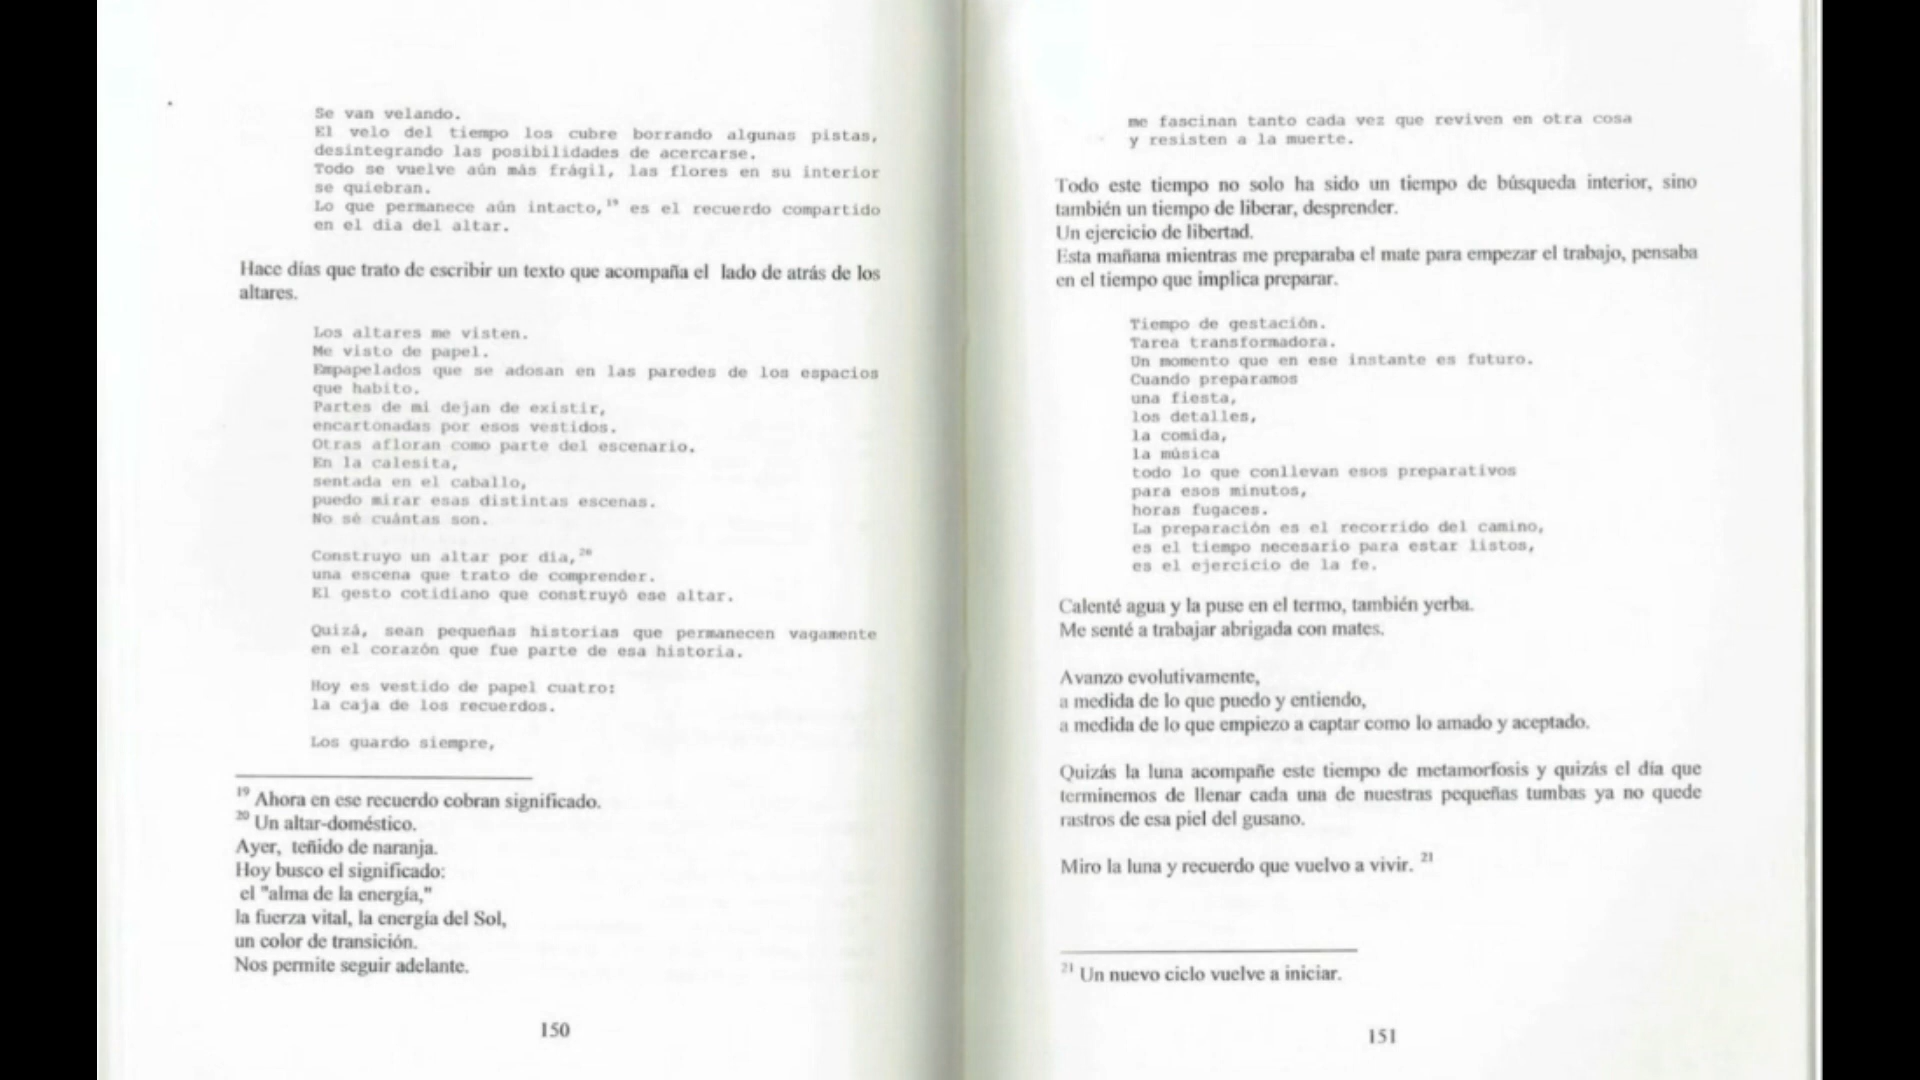 Se van velando.
El velo del tiempo los cubre borrando algunas pistas,
desintegrando las posibilidades de acercarse.
Todo se vuelve aún más frágil, las flores en su interior
se quiebran.
Lo que permanece aún intacto,¹⁹ es el recuerdo compartido
en el día del altar.
Hace días que trato de escribir un texto que acompaña el lado de atrás de los
altares.
Los altares me visten.
Me visto de papel.
Empapelados que se adosan en las paredes de los espacios
que habito.
Partes de mi dejan de existir,
encartonadas por esos vestidos.
Otras afloran como parte del escenario.
En la calesita,
sentada en el caballo,
puedo mirar esas distintas escenas.
No sé cuántas son.
Construyo un altar por día,²⁰
una escena que trato de comprender.
El gesto cotidiano que construyó ese altar.
Quizá, sean pequeñas historias que permanecen vagamente
en el corazón que fue parte de esa historia.
Hoy es vestido de papel cuatro:
la caja de los recuerdos.
Los guardo siempre,
¹⁹ Ahora en ese recuerdo cobran significado.
²⁰ Un altar-doméstico.
Ayer, teñido de naranja.
Hoy busco el significado:
el "alma de la energía,"
la fuerza vital, la energía del Sol,
un color de transición.
Nos permite seguir adelante.
150
me fascinan tanto cada vez que reviven en otra cosa
y resisten a la muerte.
Todo este tiempo no solo ha sido un tiempo de búsqueda interior, sino
también un tiempo de liberar, desprender.
Un ejercicio de libertad.
Esta mañana mientras me preparaba el mate para empezar el trabajo, pensaba
en el tiempo que implica preparar.
Tiempo de gestación.
Tarea transformadora.
Un momento que en ese instante es futuro.
Cuando preparamos
una fiesta,
los detalles,
la comida,
la música
todo lo que conllevan esos preparativos
para esos minutos,
horas fugaces.
La preparación es el recorrido del camino,
es el tiempo necesario para estar listos,
es el ejercicio de la fe.
Calenté agua y la puse en el termo, también yerba.
Me senté a trabajar abrigada con mates.
Avanzo evolutivamente,
a medida de lo que puedo y entiendo,
a medida de lo que empiezo a captar como lo amado y aceptado.
Quizás la luna acompañe este tiempo de metamorfosis y quizás el día que
terminemos de llenar cada una de nuestras pequeñas tumbas ya no quede
rastros de esa piel del gusano.
Miro la luna y recuerdo que vuelvo a vivir. ²¹
²¹ Un nuevo ciclo vuelve a iniciar.
151